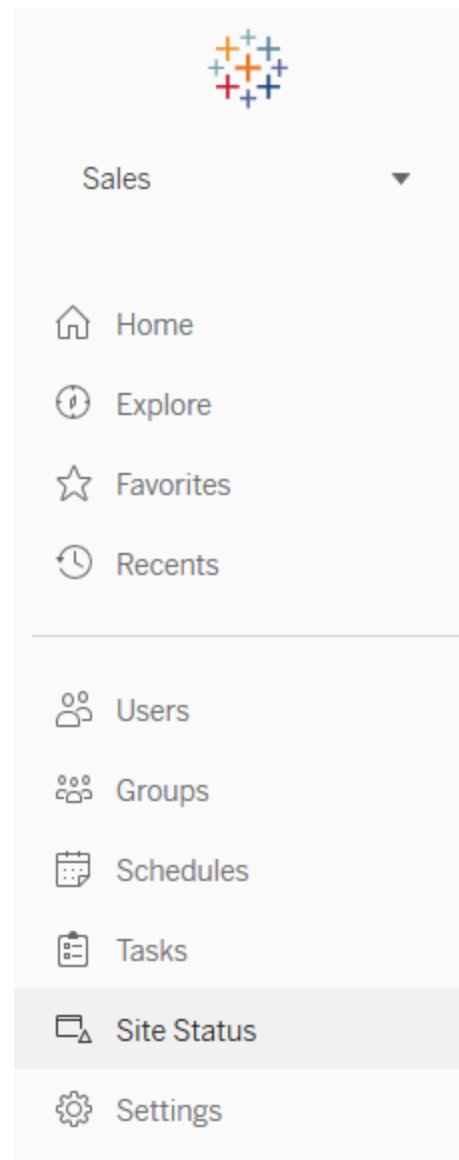 Sales
Home
Explore
Favorites
Recents
Users
Groups
Schedules
Tasks
Site Status
Settings